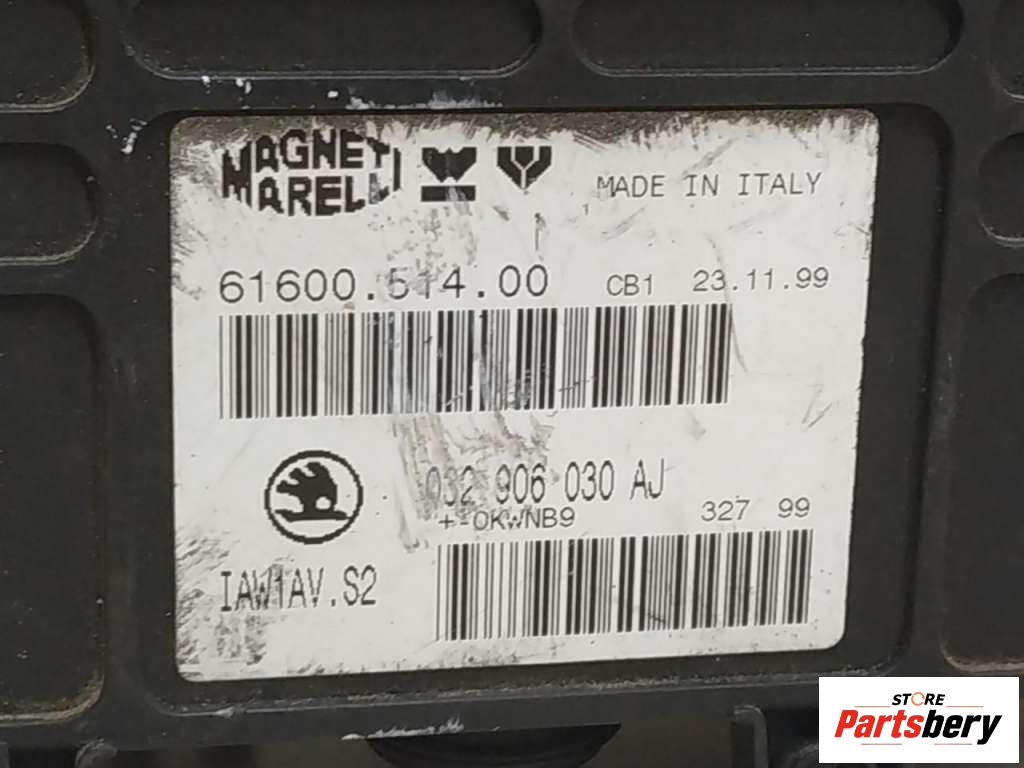 MAGNETI
MARELLI
MADE IN ITALY
61600.514.00 CB1 23.11.99
032 906 030 AJ
+-0KWNB9 327 99
IAW1AV.S2
STORE
Partsbery